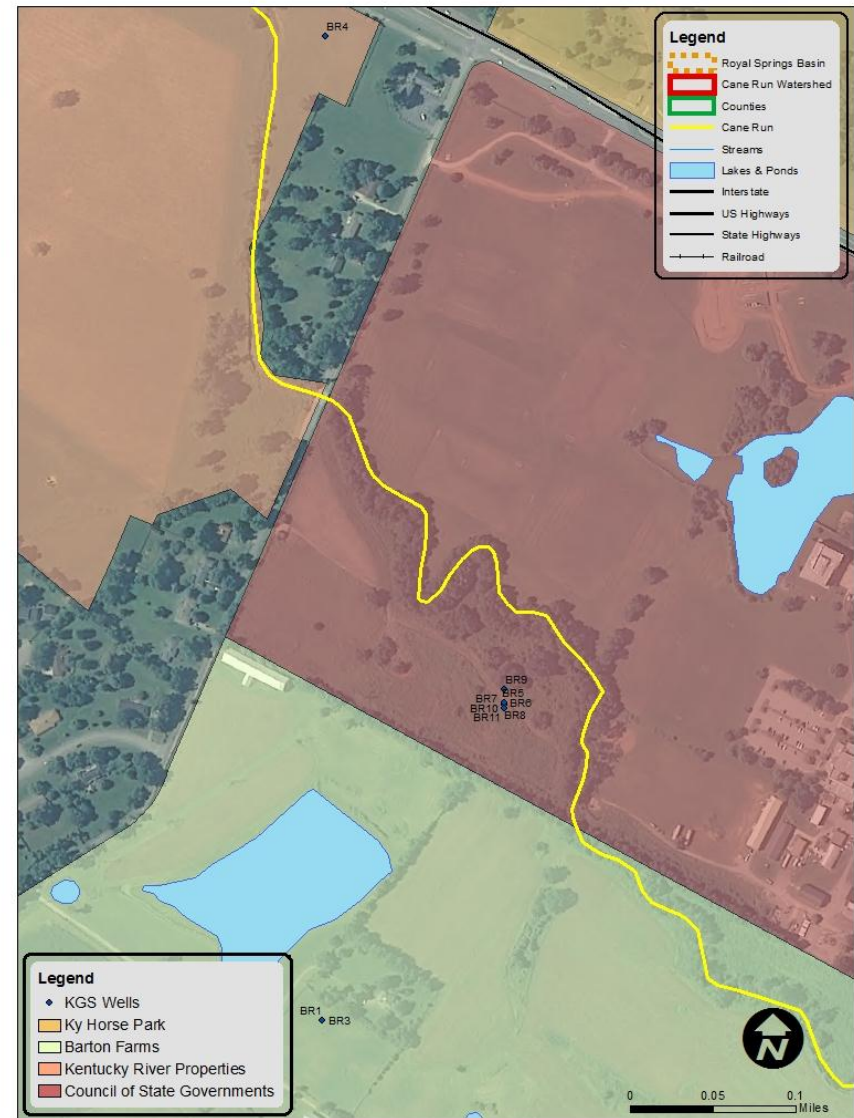 BR4
Legend
Royal Springs Basin
Cane Run Watershed
Counties
Cane Run
Streams
Lakes & Ponds
Interstate
US Highways
State Highways
Railroad
BR9
BR7 BR5
BR10 BR6
BR11 BR8
Legend
KGS Wells
Ky Horse Park
Barton Farms
Kentucky River Properties
Council of State Governments
BR1
BR3
N
0 0.05 0.1
Miles